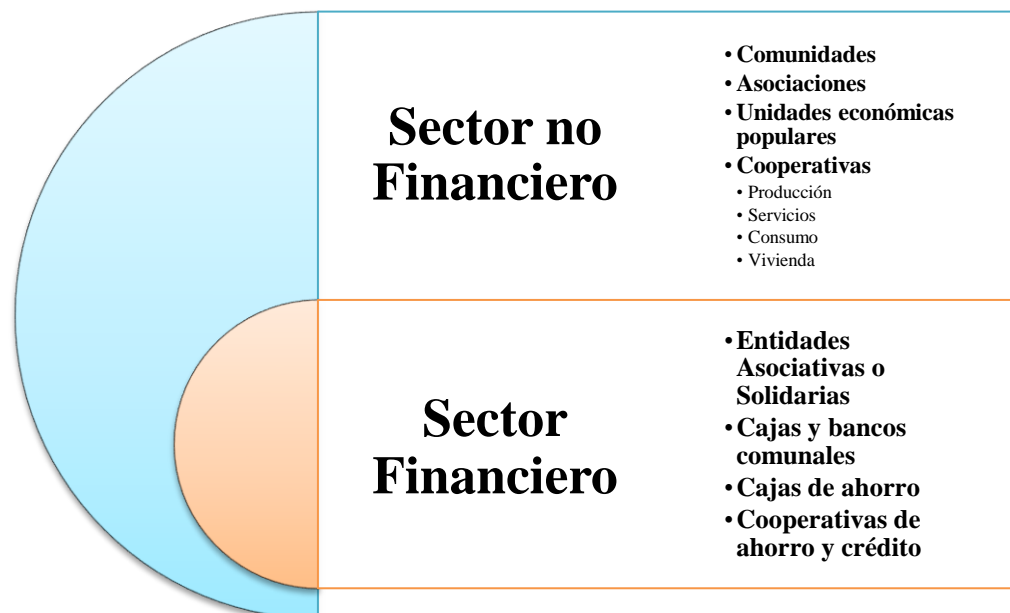 Sector no
Financiero
• Comunidades
• Asociaciones
• Unidades económicas
populares
• Cooperativas
• Producción
• Servicios
• Consumo
• Vivienda
Sector
Financiero
• Entidades
Asociativas o
Solidarias
• Cajas y bancos
comunales
• Cajas de ahorro
• Cooperativas de
ahorro y crédito